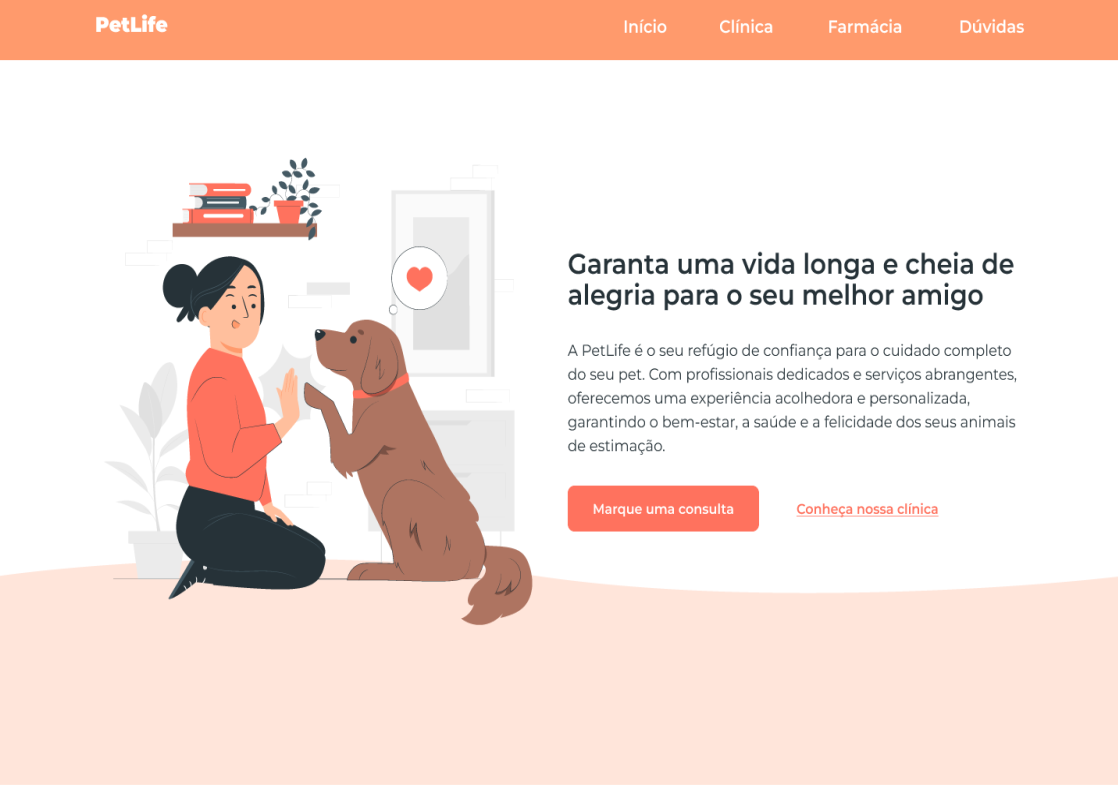 PetLife
Início Clínica Farmácia Dúvidas
Garanta uma vida longa e cheia de
alegria para o seu melhor amigo
A PetLife é o seu refúgio de confiança para o cuidado completo
do seu pet. Com profissionais dedicados e serviços abrangentes,
oferecemos uma experiência acolhedora e personalizada,
garantindo o bem-estar, a saúde e a felicidade dos seus animais
de estimação.
Marque uma consulta
Conheça nossa clínica